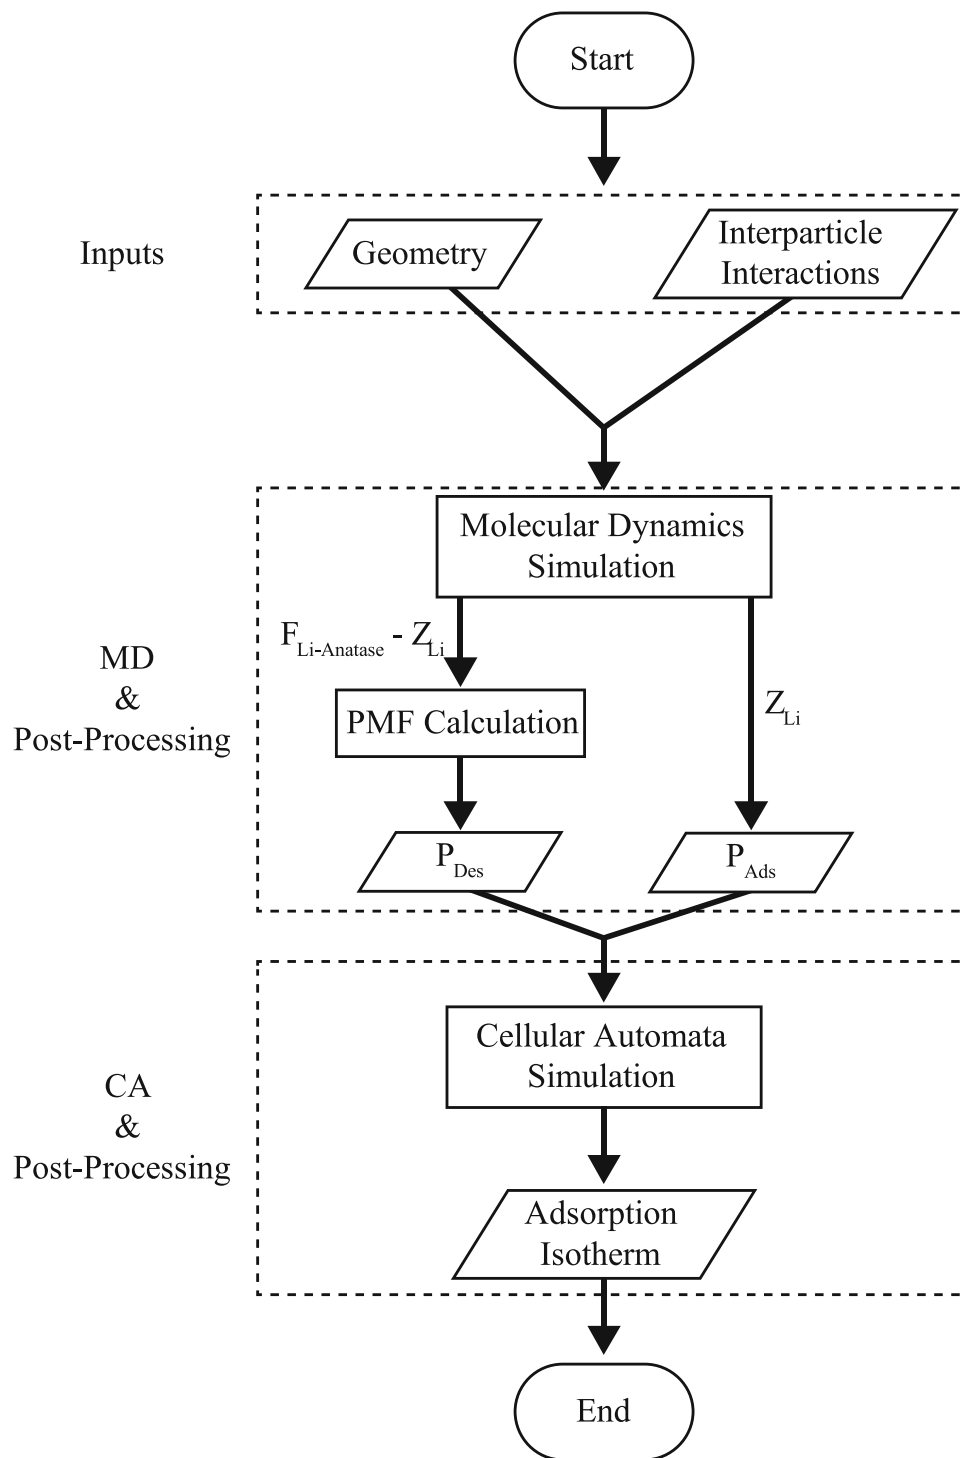 Start
Inputs
Geometry
Interparticle
Interactions
Molecular Dynamics
Simulation
F_Li-Anatase - Z_Li
MD
&
Post-Processing
PMF Calculation
Z_Li
P_Des
P_Ads
Cellular Automata
Simulation
CA
&
Post-Processing
Adsorption
Isotherm
End